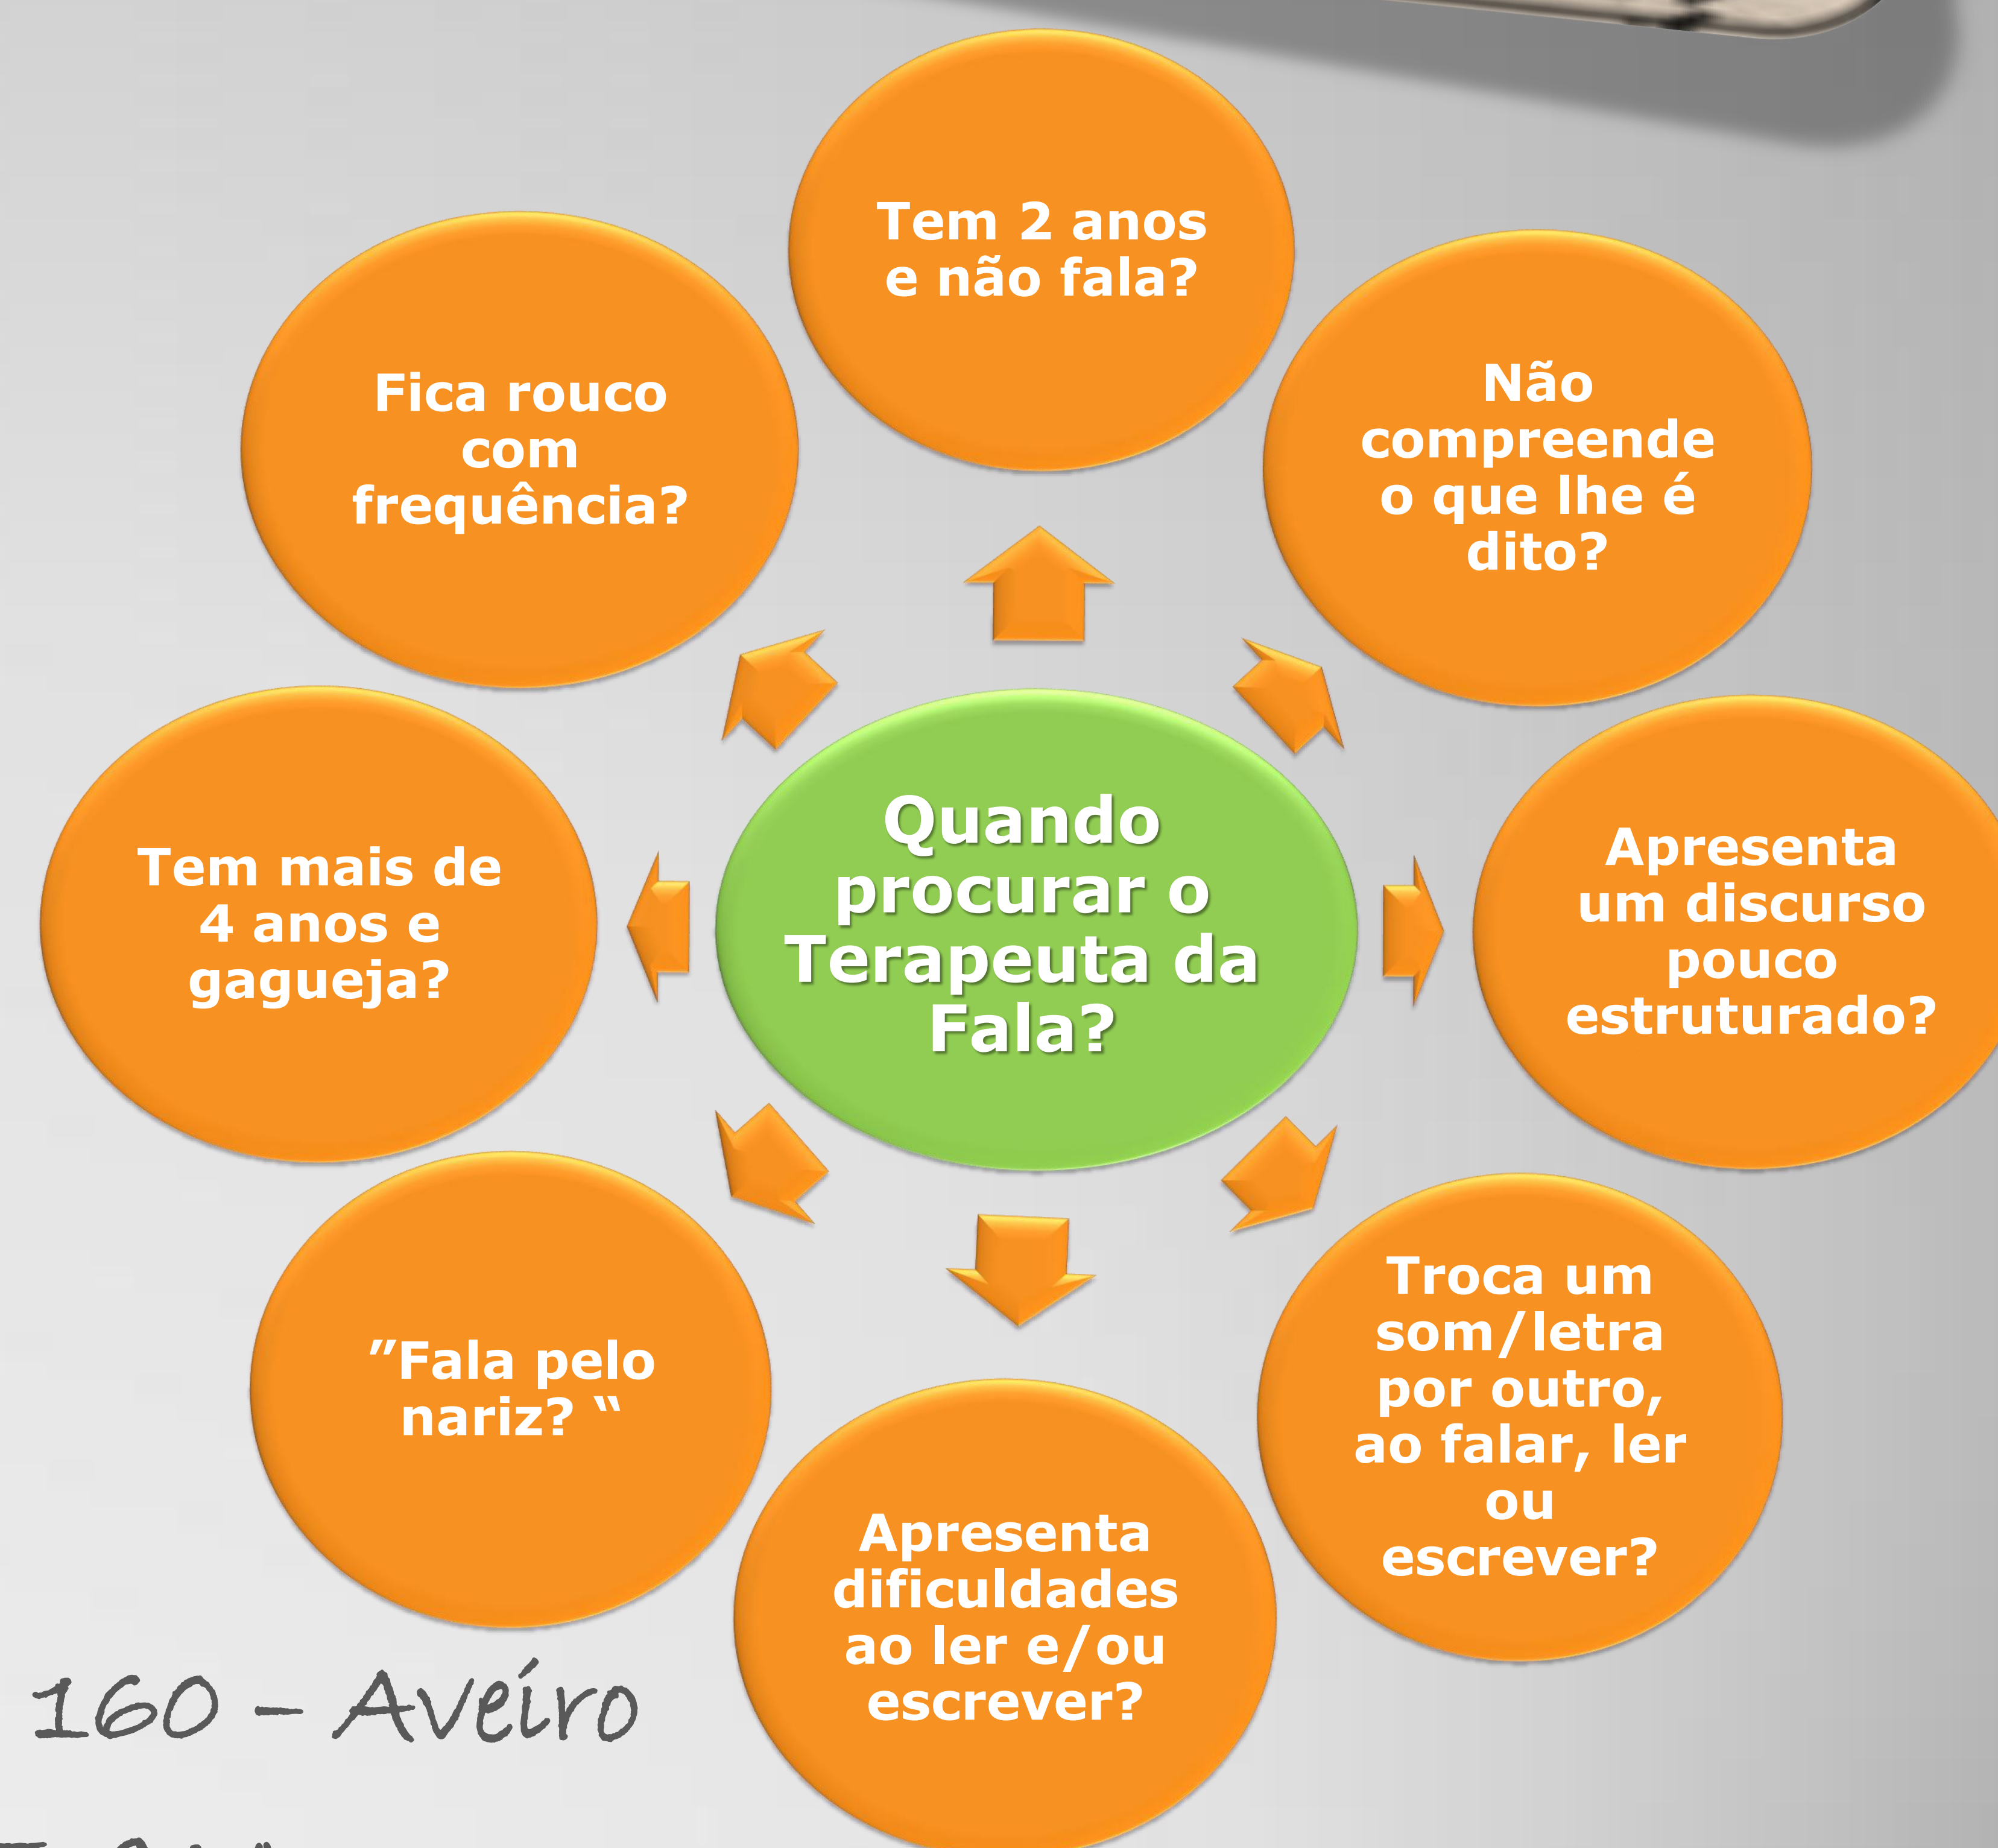 Tem 2 anos
e não fala?
Não
compreende
o que lhe é
dito?
Apresenta
um discurso
pouco
estruturado?
Troca um
som/letra
por outro,
ao falar, ler
ou
escrever?
Apresenta
dificuldades
ao ler e/ou
escrever?
"Fala pelo
nariz? “
Tem mais de
4 anos e
gagueja?
Fica rouco
com
frequência?
Quando
procurar o
Terapeuta da
Fala?
160 - Aveiro